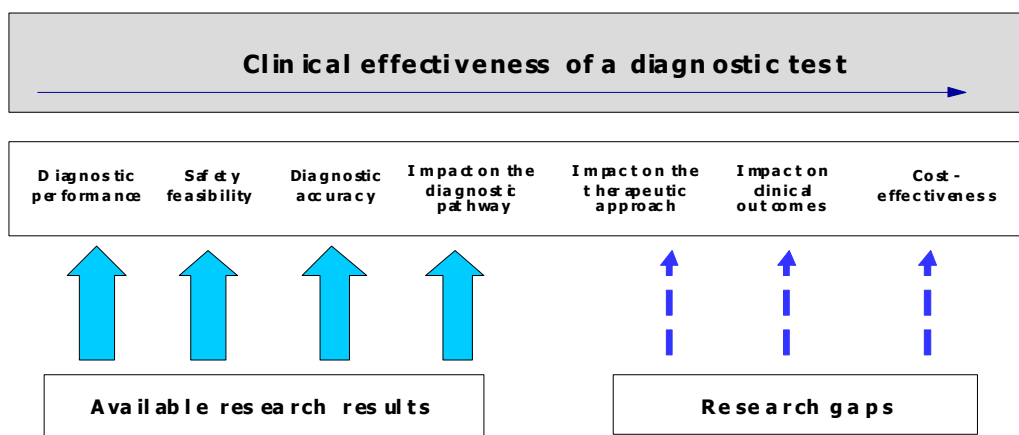 Clinical effectiveness of a diagnostic test
Diagnostic
performance
Safety
feasibility
Diagnostic
accuracy
Impact on the
diagnostic
pathway
Impact on the
therapeutic
approach
Impact on
clinical
outcomes
Cost-
effectiveness
Available research results
Research gaps